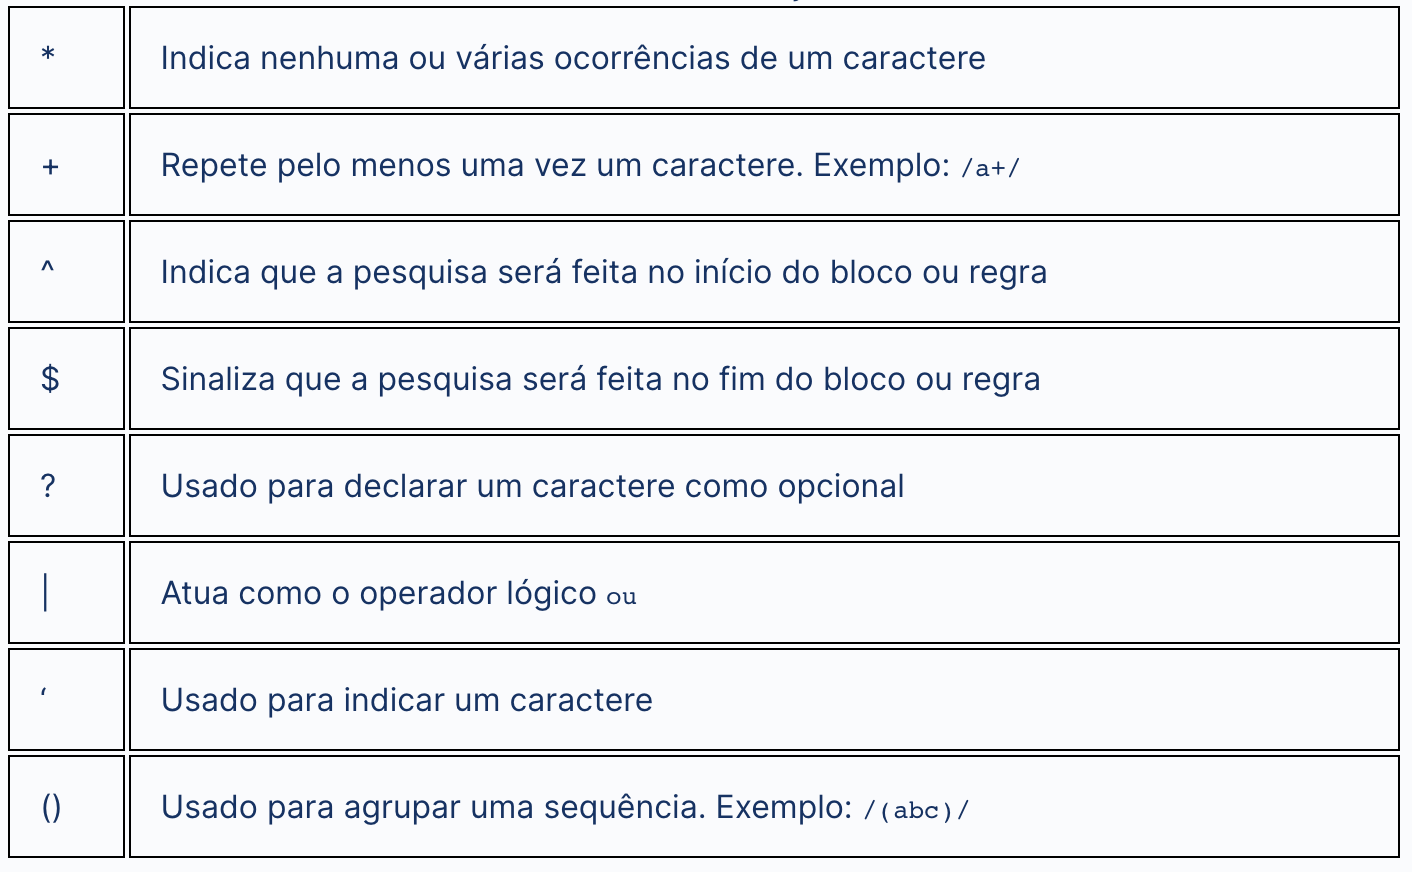 * Indica nenhuma ou várias ocorrências de um caractere
+ Repete pelo menos uma vez um caractere. Exemplo: /a+/
^ Indica que a pesquisa será feita no início do bloco ou regra
$ Sinaliza que a pesquisa será feita no fim do bloco ou regra
? Usado para declarar um caractere como opcional
| Atua como o operador lógico ou
‘ Usado para indicar um caractere
() Usado para agrupar uma sequência. Exemplo: /(abc)/